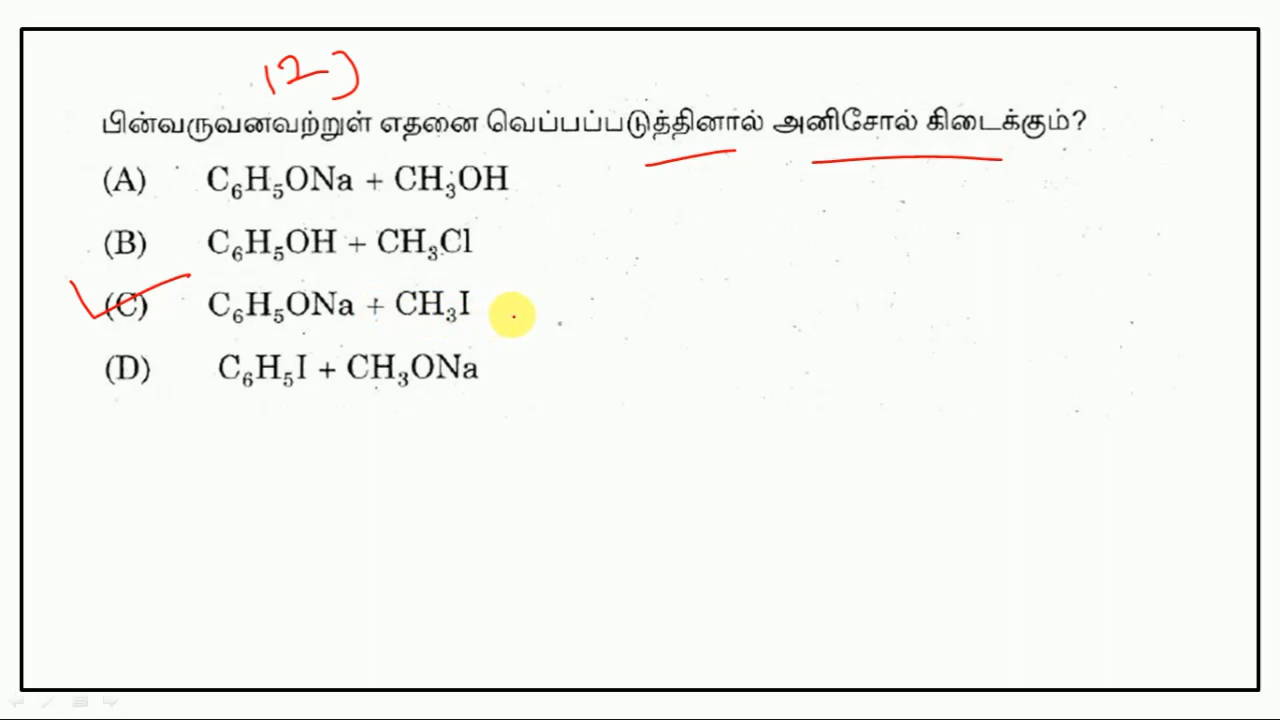 12)
பின்வருவனவற்றுள் எதனை வெப்பப்படுத்தினால் அனிசோல் கிடைக்கும்?
(A) C₆H₅ONa + CH₃OH
(B) C₆H₅OH + CH₃Cl
(C) C₆H₅ONa + CH₃I
(D) C₆H₅I + CH₃ONa